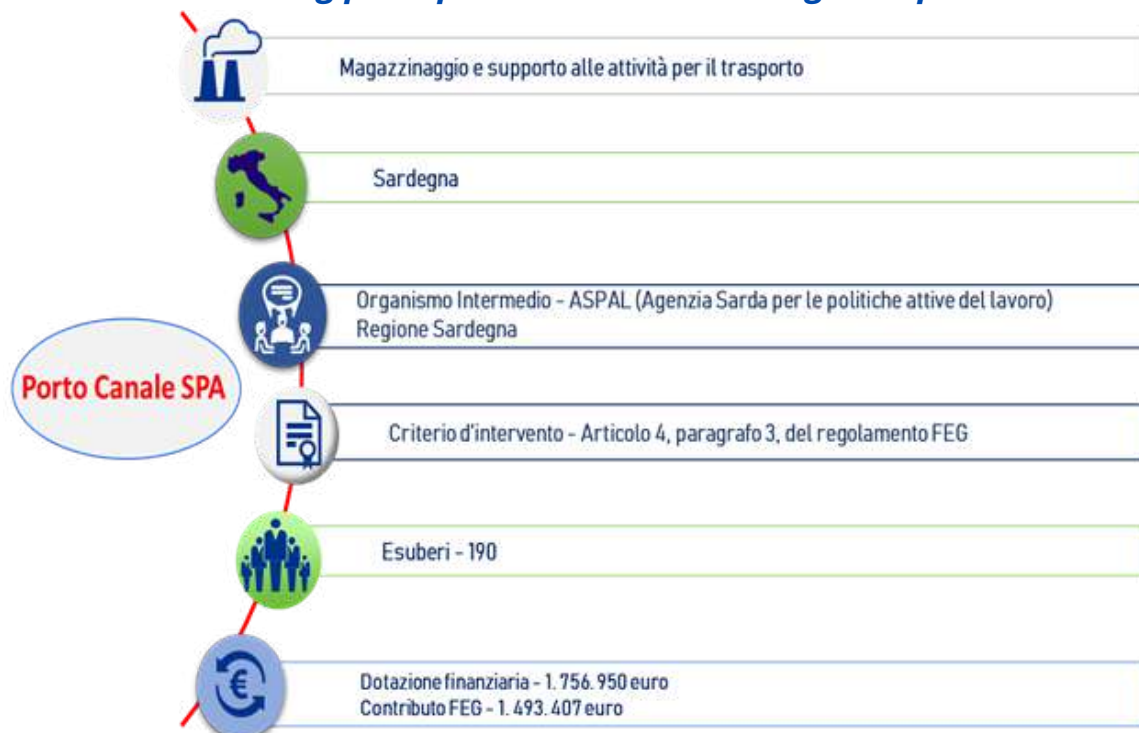 Magazzinaggio e supporto alle attività per il trasporto
Sardegna
Organismo Intermedio - ASPAL (Agenzia Sarda per le politiche attive del lavoro)
Regione Sardegna
Porto Canale SPA
Criterio d'intervento - Articolo 4, paragrafo 3, del regolamento FEG
Esuberi - 190
Dotazione finanziaria - 1. 756. 950 euro
Contributo FEG - 1. 493. 407 euro